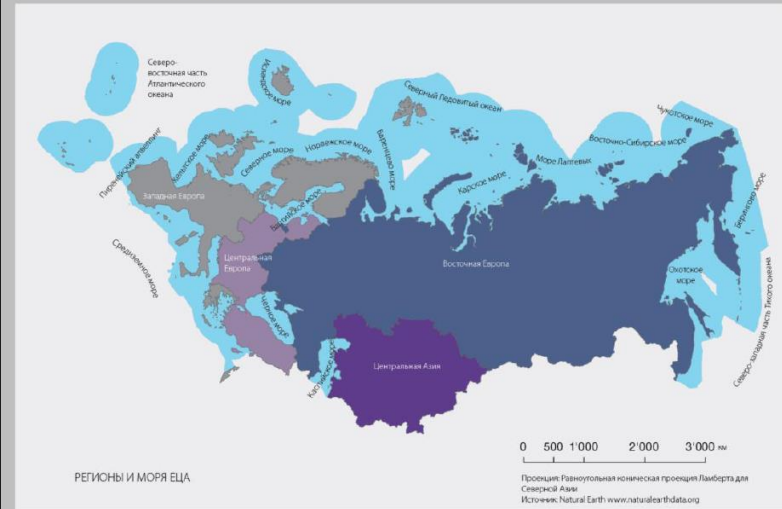 Северо-
восточная часть
Атлантического
океана
Исландское море
Северный Ледовитый океан
Чукотское море
Восточно-Сибирское море
Море Лаптевых
Карское море
Баренцево море
Норвежское море
Северное море
Кельтское море
Пиренейский
Западная Европа
Балтийское море
Берингово море
Средиземное море
Центральная
Европа
Восточная Европа
Охотское
море
Черное море
Каспийское море
Центральная Азия
Северо-западная часть Тихого океана
0 500 1'000 2'000 3'000 км
РЕГИОНЫ И МОРЯ ЕЦА
Проекция: Равноугольная коническая проекция Ламберта для
Северной Азии
Источник: Natural Earth www.naturalearthdata.org